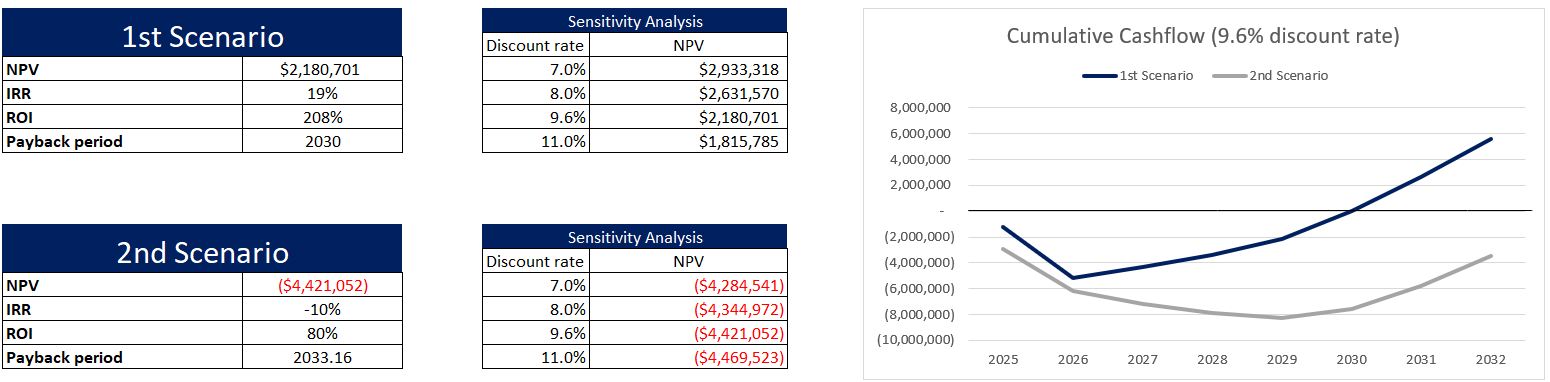 1st Scenario
NPV $2,180,701
IRR 19%
ROI 208%
Payback period 2030
Sensitivity Analysis
Discount rate NPV
7.0% $2,933,318
8.0% $2,631,570
9.6% $2,180,701
11.0% $1,815,785
2nd Scenario
NPV ($4,421,052)
IRR -10%
ROI 80%
Payback period 2033.16
Sensitivity Analysis
Discount rate NPV
7.0% ($4,284,541)
8.0% ($4,344,972)
9.6% ($4,421,052)
11.0% ($4,469,523)
Cumulative Cashflow (9.6% discount rate)
1st Scenario 2nd Scenario
8,000,000
6,000,000
4,000,000
2,000,000
-
(2,000,000)
(4,000,000)
(6,000,000)
(8,000,000)
(10,000,000)
2025 2026 2027 2028 2029 2030 2031 2032